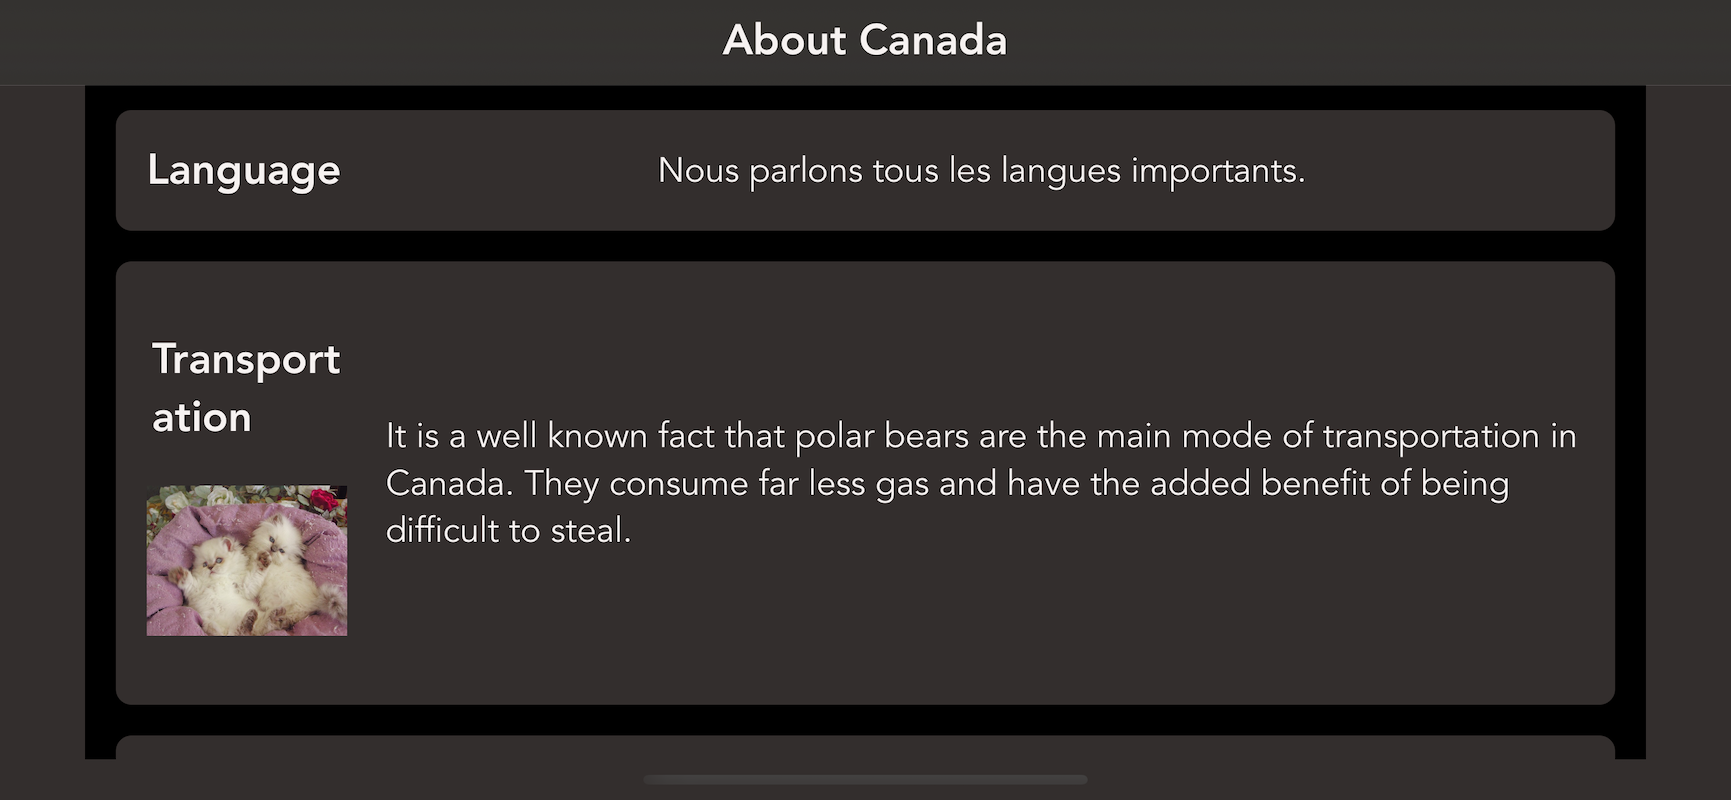 About Canada
Language
Nous parlons tous les langues importants.
Transport
ation
It is a well known fact that polar bears are the main mode of transportation in
Canada. They consume far less gas and have the added benefit of being
difficult to steal.